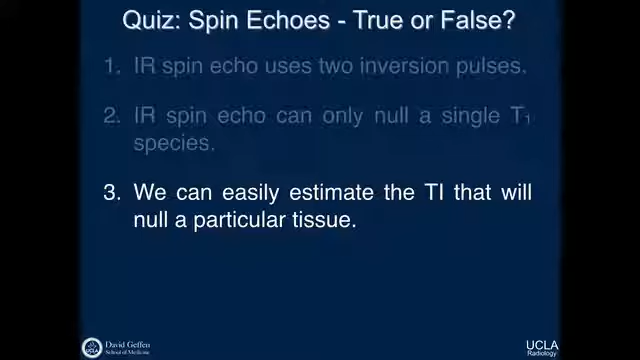 Quiz: Spin Echoes - True or False?
1. IR spin echo uses two inversion pulses.
2. IR spin echo can only null a single T₁
species.
3. We can easily estimate the TI that will
null a particular tissue.
UCLA
David Geffen
School of Medicine
UCLA
Radiology